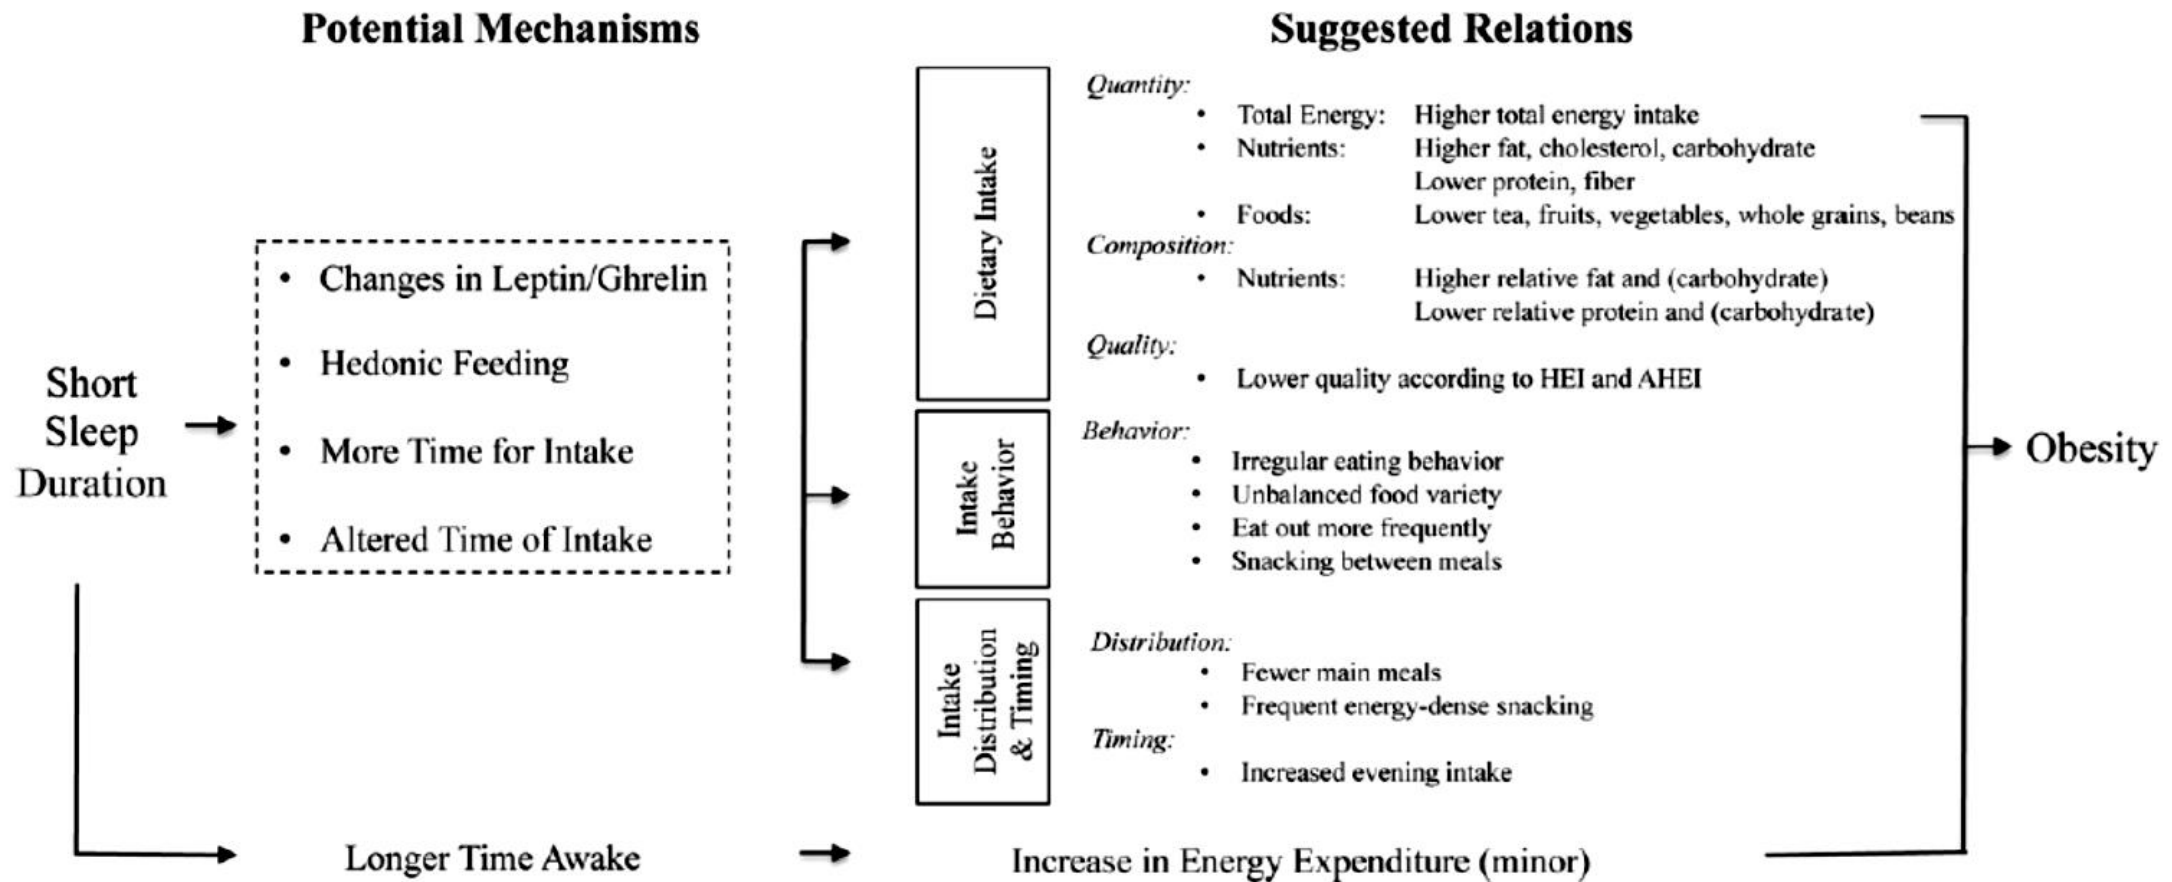 Potential Mechanisms
Suggested Relations
Short
Sleep
Duration
• Changes in Leptin/Ghrelin
• Hedonic Feeding
• More Time for Intake
• Altered Time of Intake
Longer Time Awake
Dietary Intake
Quantity:
• Total Energy: Higher total energy intake
• Nutrients: Higher fat, cholesterol, carbohydrate
Lower protein, fiber
• Foods: Lower tea, fruits, vegetables, whole grains, beans
Composition:
• Nutrients: Higher relative fat and (carbohydrate)
Lower relative protein and (carbohydrate)
Quality:
• Lower quality according to HEI and AHEI
Intake
Behavior
Behavior:
• Irregular eating behavior
• Unbalanced food variety
• Eat out more frequently
• Snacking between meals
Intake
Distribution
& Timing
Distribution:
• Fewer main meals
• Frequent energy-dense snacking
Timing:
• Increased evening intake
Increase in Energy Expenditure (minor)
Obesity